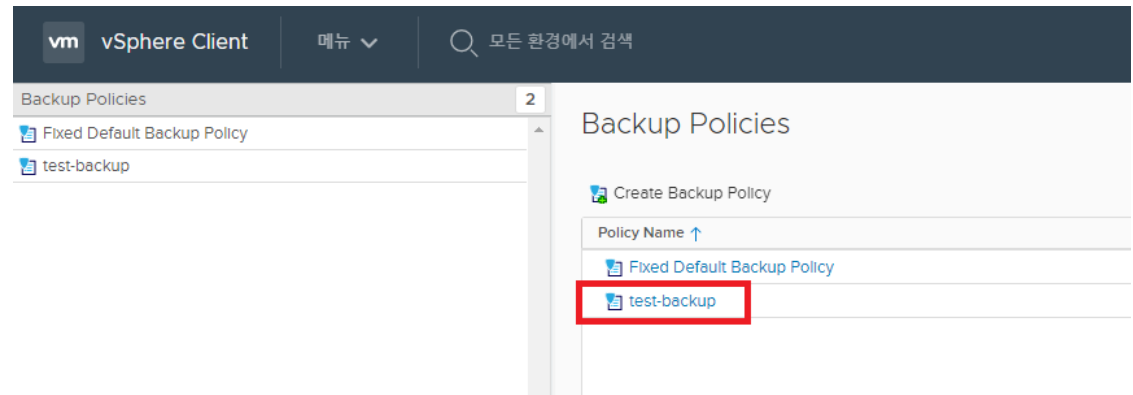 vm vSphere Client 메뉴 모든 환경에서 검색
Backup Policies 2
Fixed Default Backup Policy
test-backup
Backup Policies
Create Backup Policy
Policy Name ↑
Fixed Default Backup Policy
test-backup